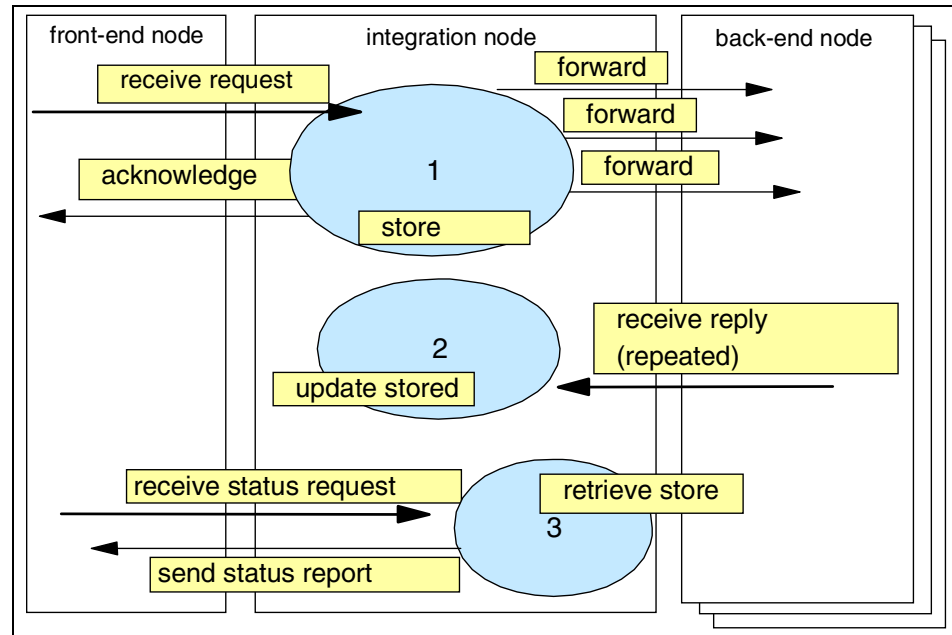 front-end node
integration node
back-end node
receive request
forward
forward
forward
acknowledge
1
store
2
update stored
receive reply
(repeated)
receive status request
retrieve store
3
send status report